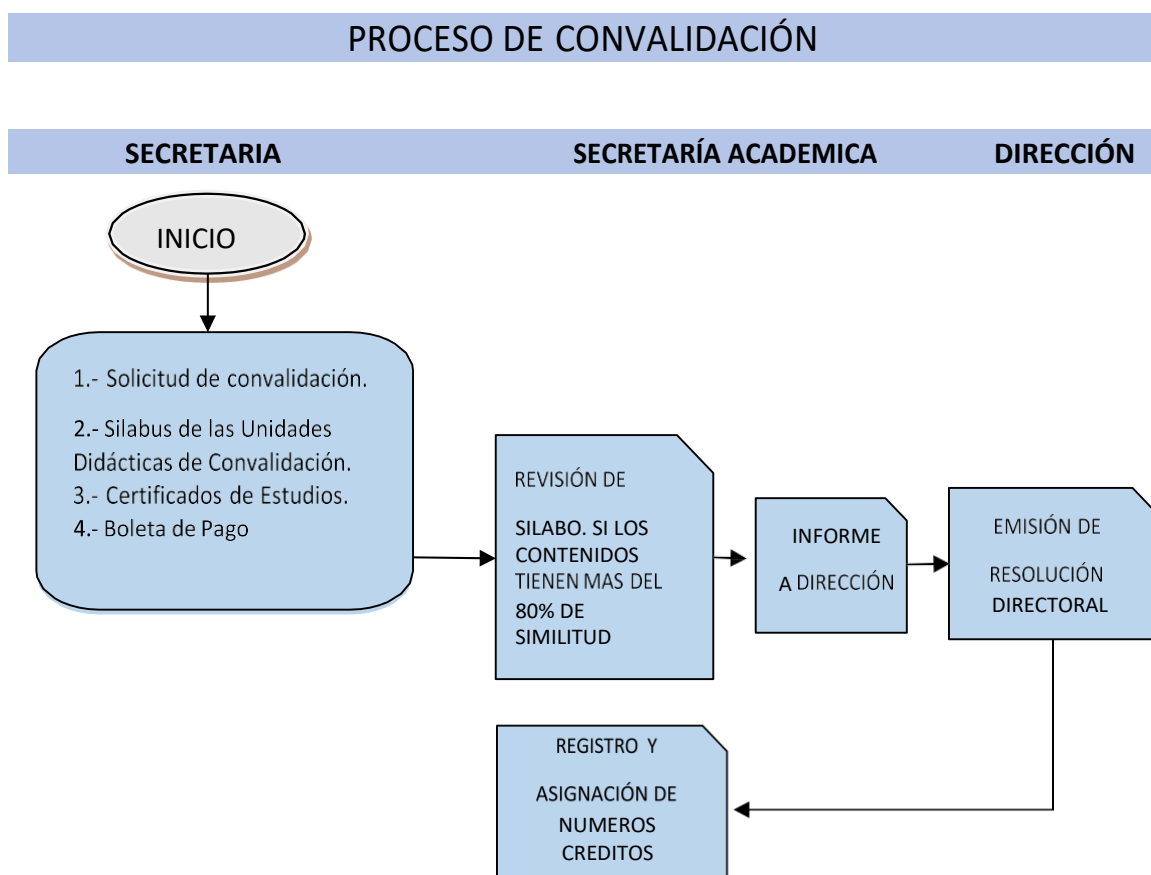 PROCESO DE CONVALIDACIÓN
SECRETARIA SECRETARÍA ACADEMICA DIRECCIÓN
INICIO
1.- Solicitud de convalidación.
2.- Silabus de las Unidades
Didácticas de Convalidación.
3.- Certificados de Estudios.
4.- Boleta de Pago
REVISIÓN DE
SILABO. SI LOS
CONTENIDOS
TIENEN MAS DEL
80% DE
SIMILITUD
INFORME
A DIRECCIÓN
EMISIÓN DE
RESOLUCIÓN
DIRECTORAL
REGISTRO Y
ASIGNACIÓN DE
NUMEROS
CREDITOS